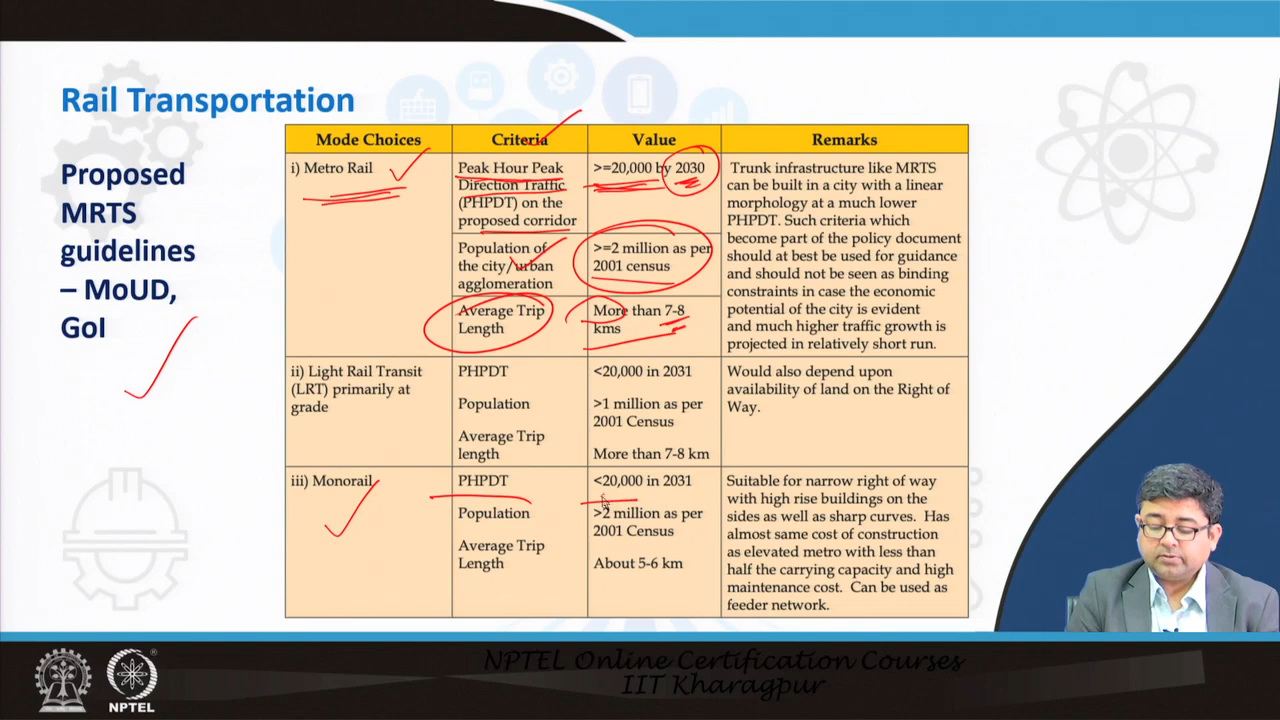 Rail Transportation
Proposed
MRTS
guidelines
– MoUD,
GoI
Mode Choices
Criteria
Value
Remarks
i) Metro Rail
Peak Hour Peak
Direction Traffic
(PHPDT) on the
proposed corridor
>=20,000 by 2030
Population of
the city/urban
agglomeration
>=2 million as per
2001 census
Average Trip
Length
More than 7-8
kms
Trunk infrastructure like MRTS
can be built in a city with a linear
morphology at a much lower
PHPDT. Such criteria which
become part of the policy document
should at best be used for guidance
and should not be seen as binding
constraints in case the economic
potential of the city is evident
and much higher traffic growth is
projected in relatively short run.
ii) Light Rail Transit
(LRT) primarily at
grade
PHPDT
<20,000 in 2031
Population
>1 million as per
2001 Census
Average Trip
length
More than 7-8 km
Would also depend upon
availability of land on the Right of
Way.
iii) Monorail
PHPDT
<20,000 in 2031
Population
>2 million as per
2001 Census
Average Trip
Length
About 5-6 km
Suitable for narrow right of way
with high rise buildings on the
sides as well as sharp curves. Has
almost same cost of construction
as elevated metro with less than
half the carrying capacity and high
maintenance cost. Can be used as
feeder network.
NPTEL
NPTEL Online Certification Courses
IIT Kharagpur